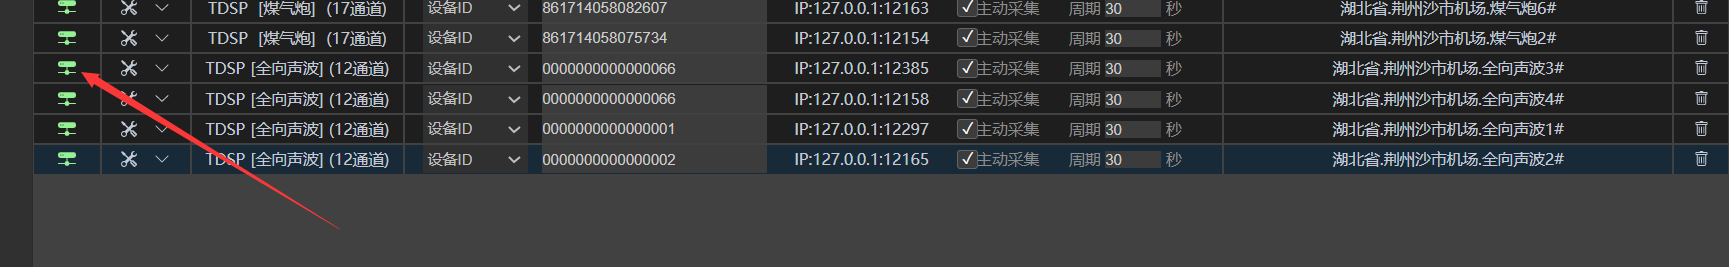 TDSP [煤气炮] (17通道) 设备ID 861714058082607 IP:127.0.0.1:12163 主动采集 周期 30 秒 湖北省.荆州沙市机场.煤气炮6#
TDSP [煤气炮] (17通道) 设备ID 861714058075734 IP:127.0.0.1:12154 主动采集 周期 30 秒 湖北省.荆州沙市机场.煤气炮2#
TDSP [全向声波] (12通道) 设备ID 0000000000000066 IP:127.0.0.1:12385 主动采集 周期 30 秒 湖北省.荆州沙市机场.全向声波3#
TDSP [全向声波] (12通道) 设备ID 0000000000000066 IP:127.0.0.1:12158 主动采集 周期 30 秒 湖北省.荆州沙市机场.全向声波4#
TDSP [全向声波] (12通道) 设备ID 0000000000000001 IP:127.0.0.1:12297 主动采集 周期 30 秒 湖北省.荆州沙市机场.全向声波1#
TDSP [全向声波] (12通道) 设备ID 0000000000000002 IP:127.0.0.1:12165 主动采集 周期 30 秒 湖北省.荆州沙市机场.全向声波2#